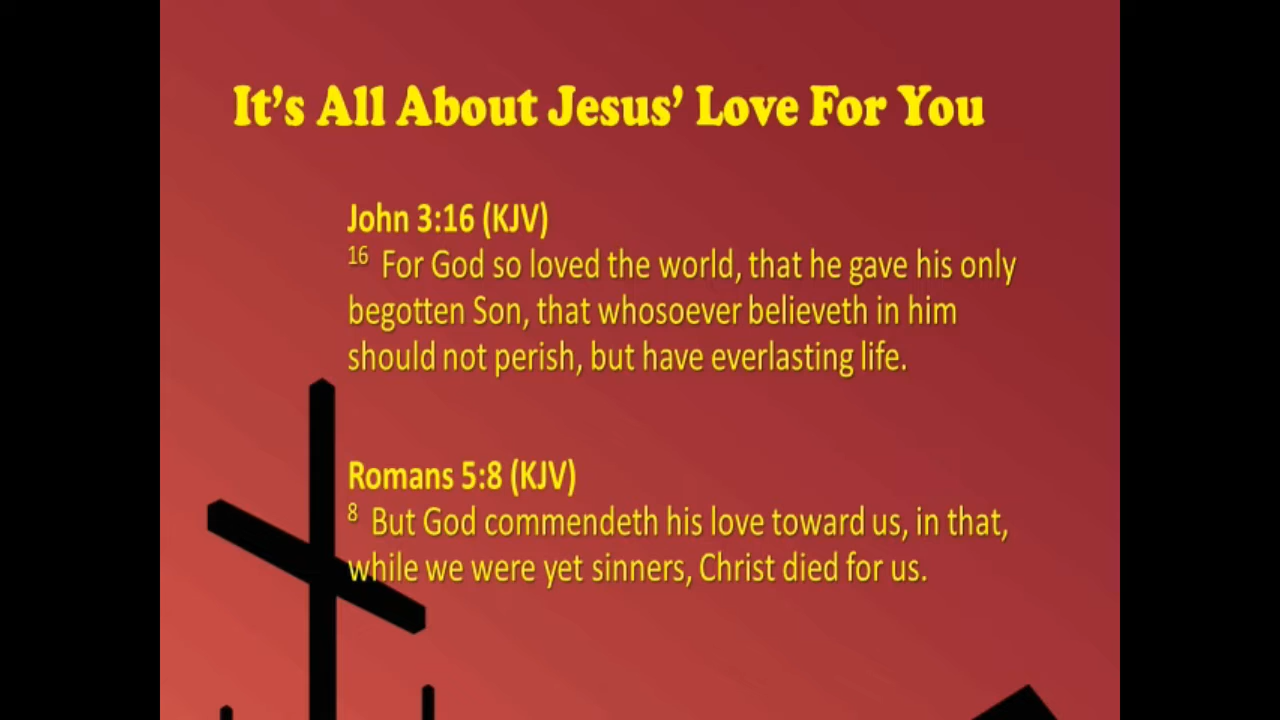 It's All About Jesus' Love For You
John 3:16 (KJV)
16 For God so loved the world, that he gave his only
begotten Son, that whosoever believeth in him
should not perish, but have everlasting life.
Romans 5:8 (KJV)
8 But God commendeth his love toward us, in that,
while we were yet sinners, Christ died for us.